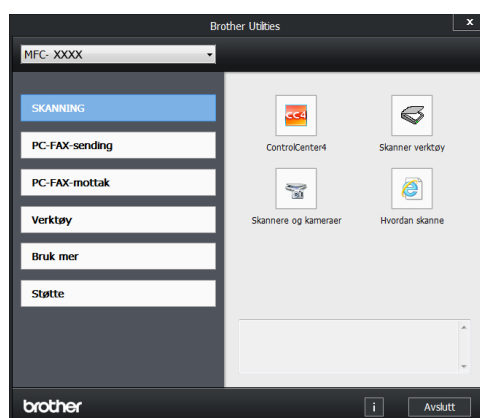 Brother Utilities
x
MFC- XXXX
SKANNING
PC-FAX-sending
PC-FAX-mottak
Verktøy
Bruk mer
Støtte
CC4
ControlCenter4
Skanner verktøy
Skannere og kameraer
Hvordan skanne
brother
i
Avslutt